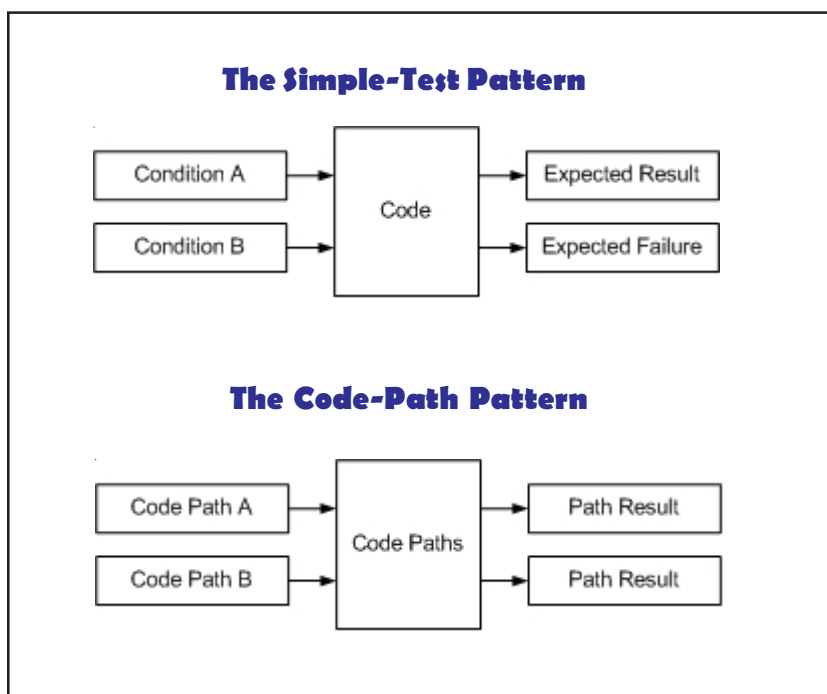 The Simple-Test Pattern
Condition A
Code
Expected Result
Condition B
Expected Failure
The Code-Path Pattern
Code Path A
Code Paths
Path Result
Code Path B
Path Result